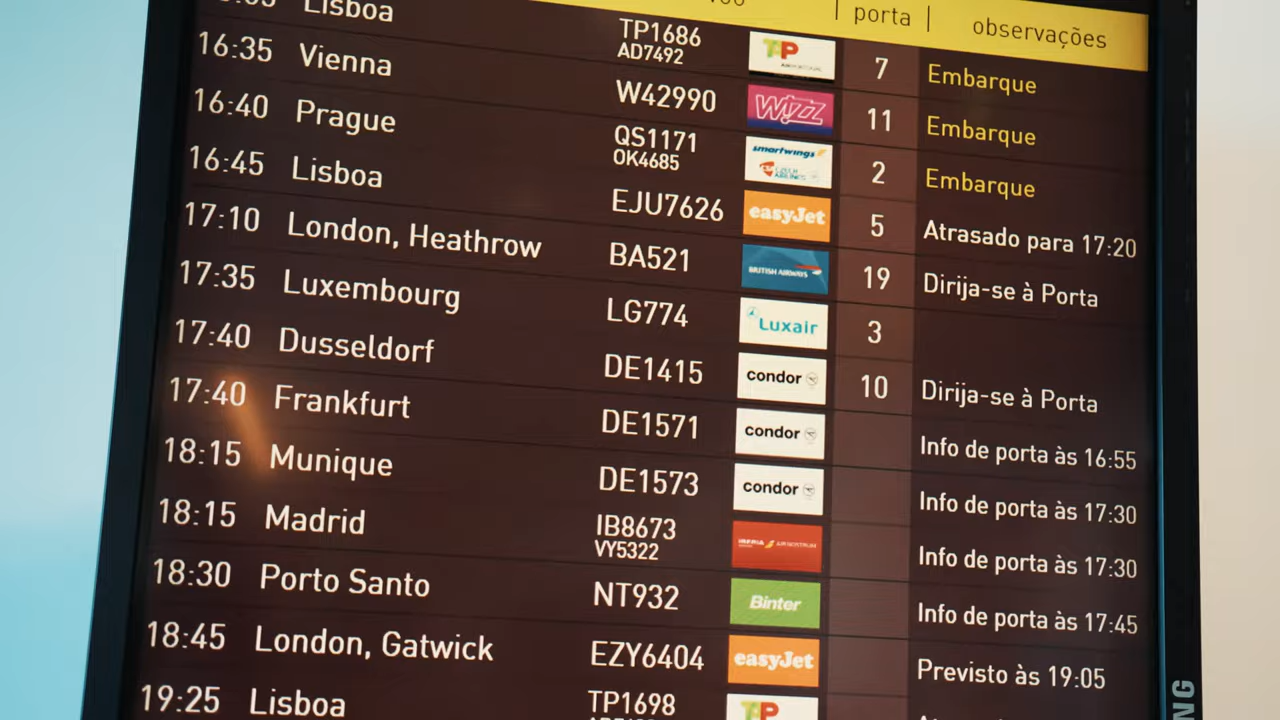 porta | observações
Lisboa TP1686 TAP 7 Embarque
AD7492
16:35 Vienna W42990 WIZZ 11 Embarque
16:40 Prague QS1171 smartwings 2 Embarque
OK4685 CZECH AIRLINES
16:45 Lisboa EJU7626 easyJet 5 Atrasado para 17:20
17:10 London, Heathrow BA521 BRITISH AIRWAYS 19 Dirija-se à Porta
17:35 Luxembourg LG774 Luxair 3
17:40 Dusseldorf DE1415 condor 10 Dirija-se à Porta
17:40 Frankfurt DE1571 condor Info de porta às 16:55
18:15 Munique DE1573 condor Info de porta às 17:30
18:15 Madrid IB8673 IBERIA Info de porta às 17:30
VY5322
18:30 Porto Santo NT932 Binter Info de porta às 17:45
18:45 London, Gatwick EZY6404 easyJet Previsto às 19:05
19:25 Lisboa TP1698 TAP